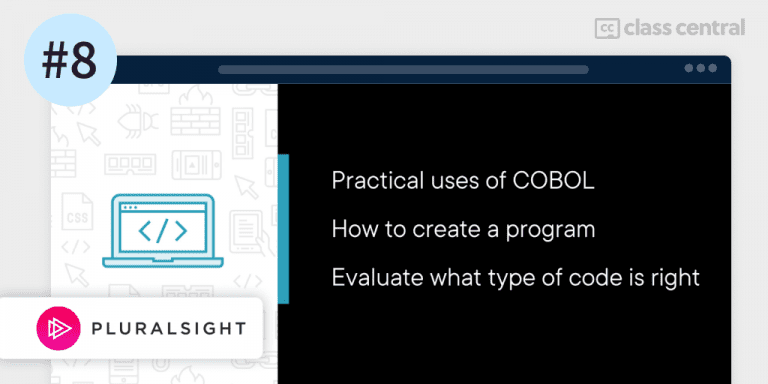 #8
class central
Practical uses of COBOL
How to create a program
Evaluate what type of code is right
CSS
</>
PLURALSIGHT